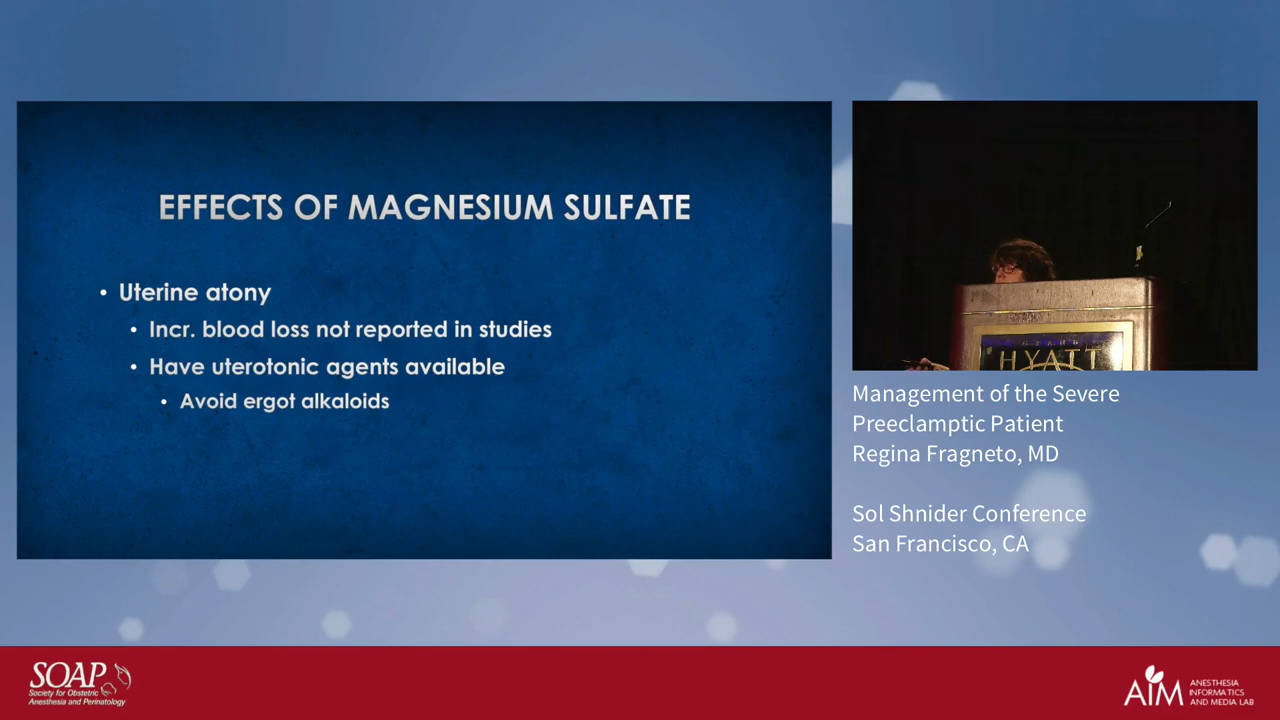 EFFECTS OF MAGNESIUM SULFATE
• Uterine atony
• Incr. blood loss not reported in studies
• Have uterotonic agents available
• Avoid ergot alkaloids
HYATT
Management of the Severe
Preeclamptic Patient
Regina Fragneto, MD
Sol Shnider Conference
San Francisco, CA
SOAP
Society for Obstetric
Anesthesia and Perinatology
AIM
ANESTHESIA
INFORMATICS
AND MEDIA LAB